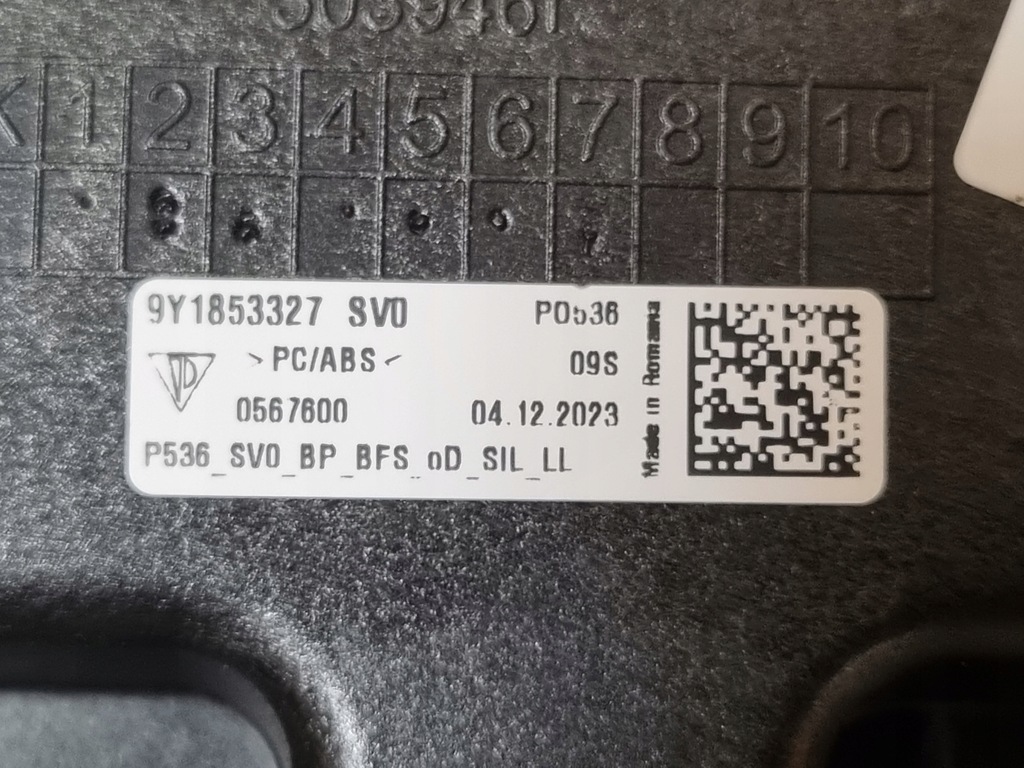 1 2 3 4 5 6 7 8 9 10
9Y1853327 SV0 P0536
>PC/ABS< 09S
0567600 04.12.2023
P536_SV0_BP_BFS_oD_SIL_LL
Made in Romania